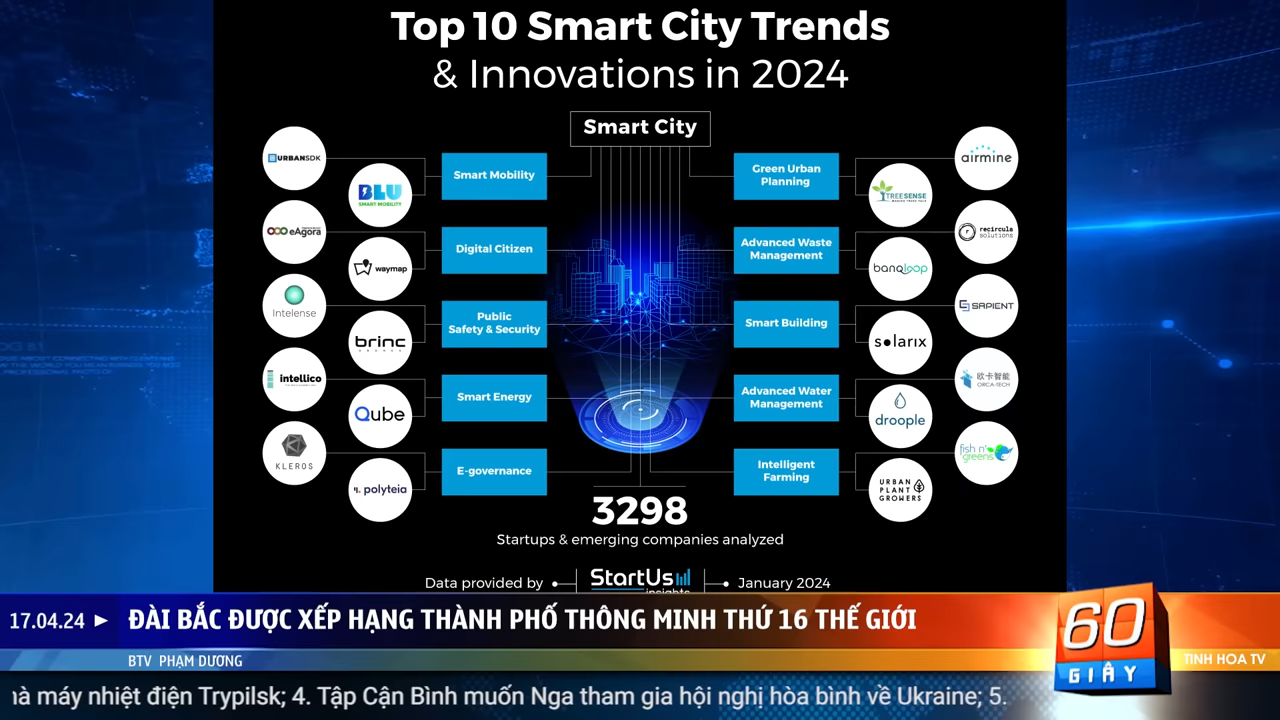 Top 10 Smart City Trends
& Innovations in 2024
Smart City
URBANSDK
BLU
SMART MOBILITY
Smart Mobility
eAgora
waymap
Digital Citizen
Intelense
brinc
DRONES
Public
Safety & Security
intellico
Qube
Smart Energy
KLEROS
polyteia
E-governance
Green Urban
Planning
airmine
TREESENSE
Advanced Waste
Management
recircula
solutions
banqloop
Smart Building
SAPIENT
solarix
Advanced Water
Management
欧卡智能
ORCA-TECH
droople
Intelligent
Farming
fish n'
greens
URBAN
PLANT
GROWERS
3298
Startups & emerging companies analyzed
Data provided by
StartUs
insights
January 2024
17.04.24
ĐÀI BẮC ĐƯỢC XẾP HẠNG THÀNH PHỐ THÔNG MINH THỨ 16 THẾ GIỚI
BTV PHẠM DƯƠNG
60
GIÂY
TINH HOA TV
máy nhiệt điện Trypilsk; 4. Tập Cận Bình muốn Nga tham gia hội nghị hòa bình về Ukraine; 5.